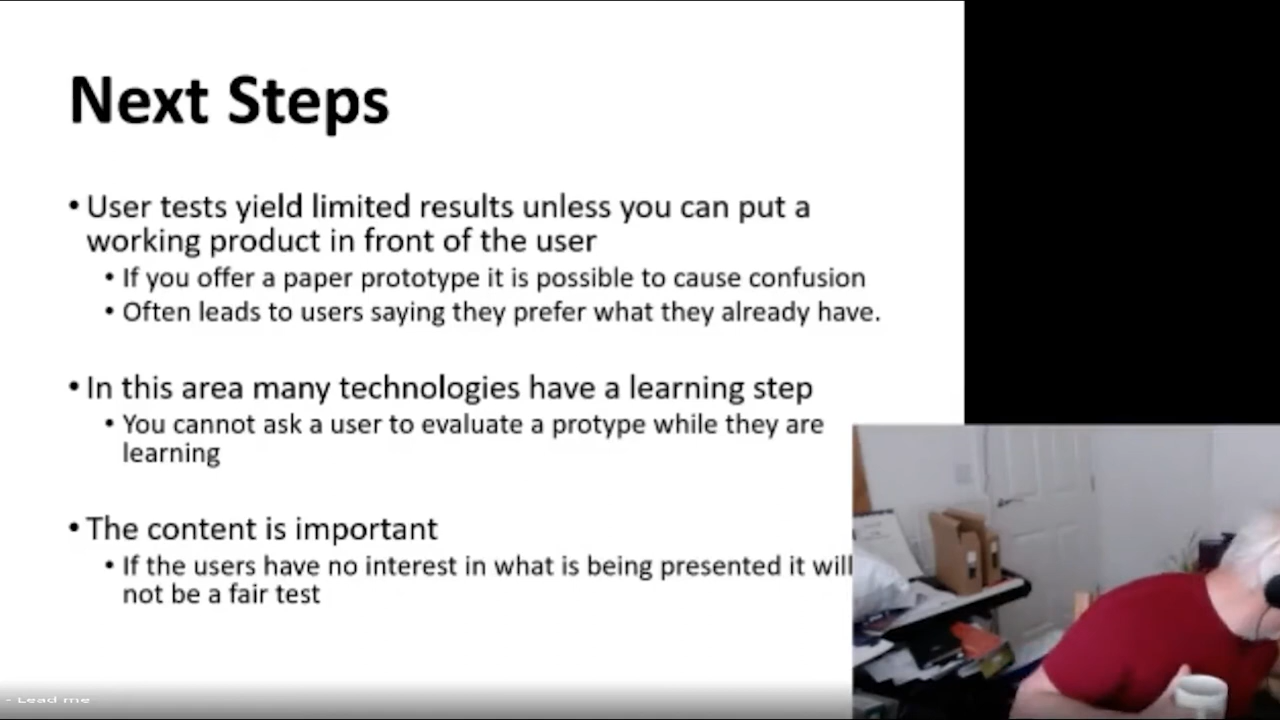 Next Steps
• User tests yield limited results unless you can put a
working product in front of the user
• If you offer a paper prototype it is possible to cause confusion
• Often leads to users saying they prefer what they already have.
• In this area many technologies have a learning step
• You cannot ask a user to evaluate a protype while they are
learning
• The content is important
• If the users have no interest in what is being presented it will
not be a fair test
- Lead me